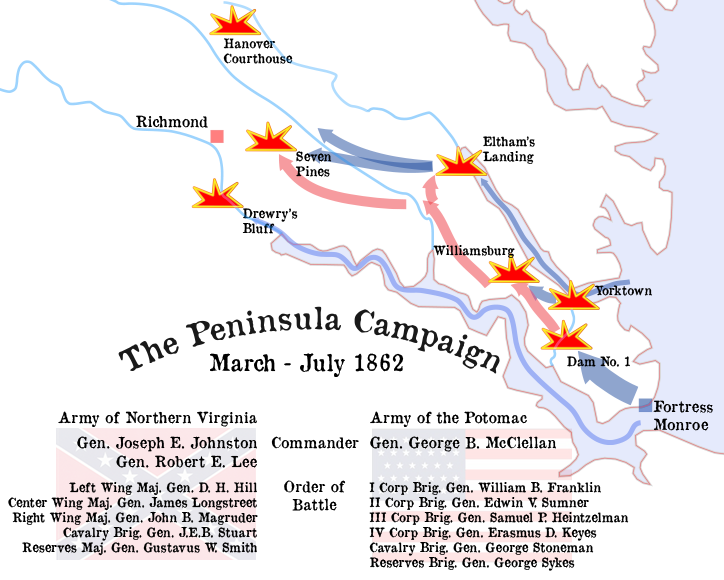 Hanover
Courthouse
Richmond
Seven
Pines
Eltham's
Landing
Drewry's
Bluff
Williamsburg
Yorktown
Dam No. 1
Fortress
Monroe
The Peninsula Campaign
March - July 1862
Army of Northern Virginia
Army of the Potomac
Gen. Joseph E. Johnston
Gen. Robert E. Lee
Commander
Gen. George B. McClellan
Left Wing Maj. Gen. D. H. Hill
Center Wing Maj. Gen. James Longstreet
Right Wing Maj. Gen. John B. Magruder
Cavalry Brig. Gen. J.E.B. Stuart
Reserves Maj. Gen. Gustavus W. Smith
Order of
Battle
I Corp Brig. Gen. William B. Franklin
II Corp Brig. Gen. Edwin V. Sumner
III Corp Brig. Gen. Samuel P. Heintzelman
IV Corp Brig. Gen. Erasmus D. Keyes
Cavalry Brig. Gen. George Stoneman
Reserves Brig. Gen. George Sykes